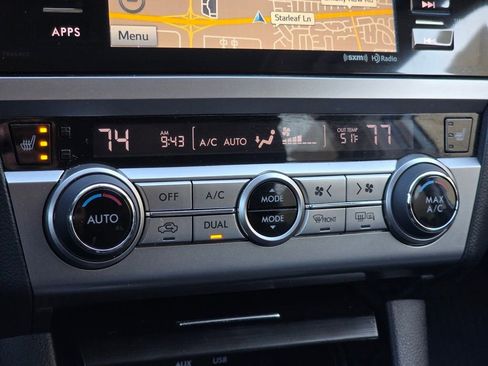 APPS
Starleaf Ln
Menu
sxm HD Radio
74 AM 9:43 A/C AUTO OUT TEMP 51°F 77
AUTO OFF A/C MODE MAX A/C
DUAL MODE FRONT R
AUX USB